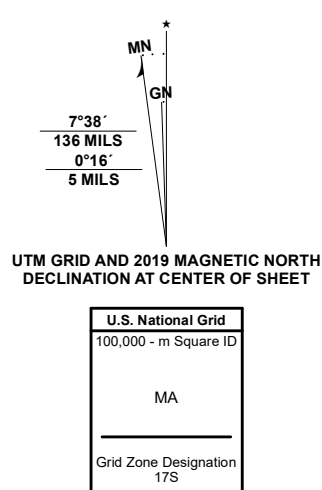 MN
GN
7°38´
136 MILS
0°16´
5 MILS
UTM GRID AND 2019 MAGNETIC NORTH
DECLINATION AT CENTER OF SHEET
U.S. National Grid
100,000 - m Square ID
MA
Grid Zone Designation
17S